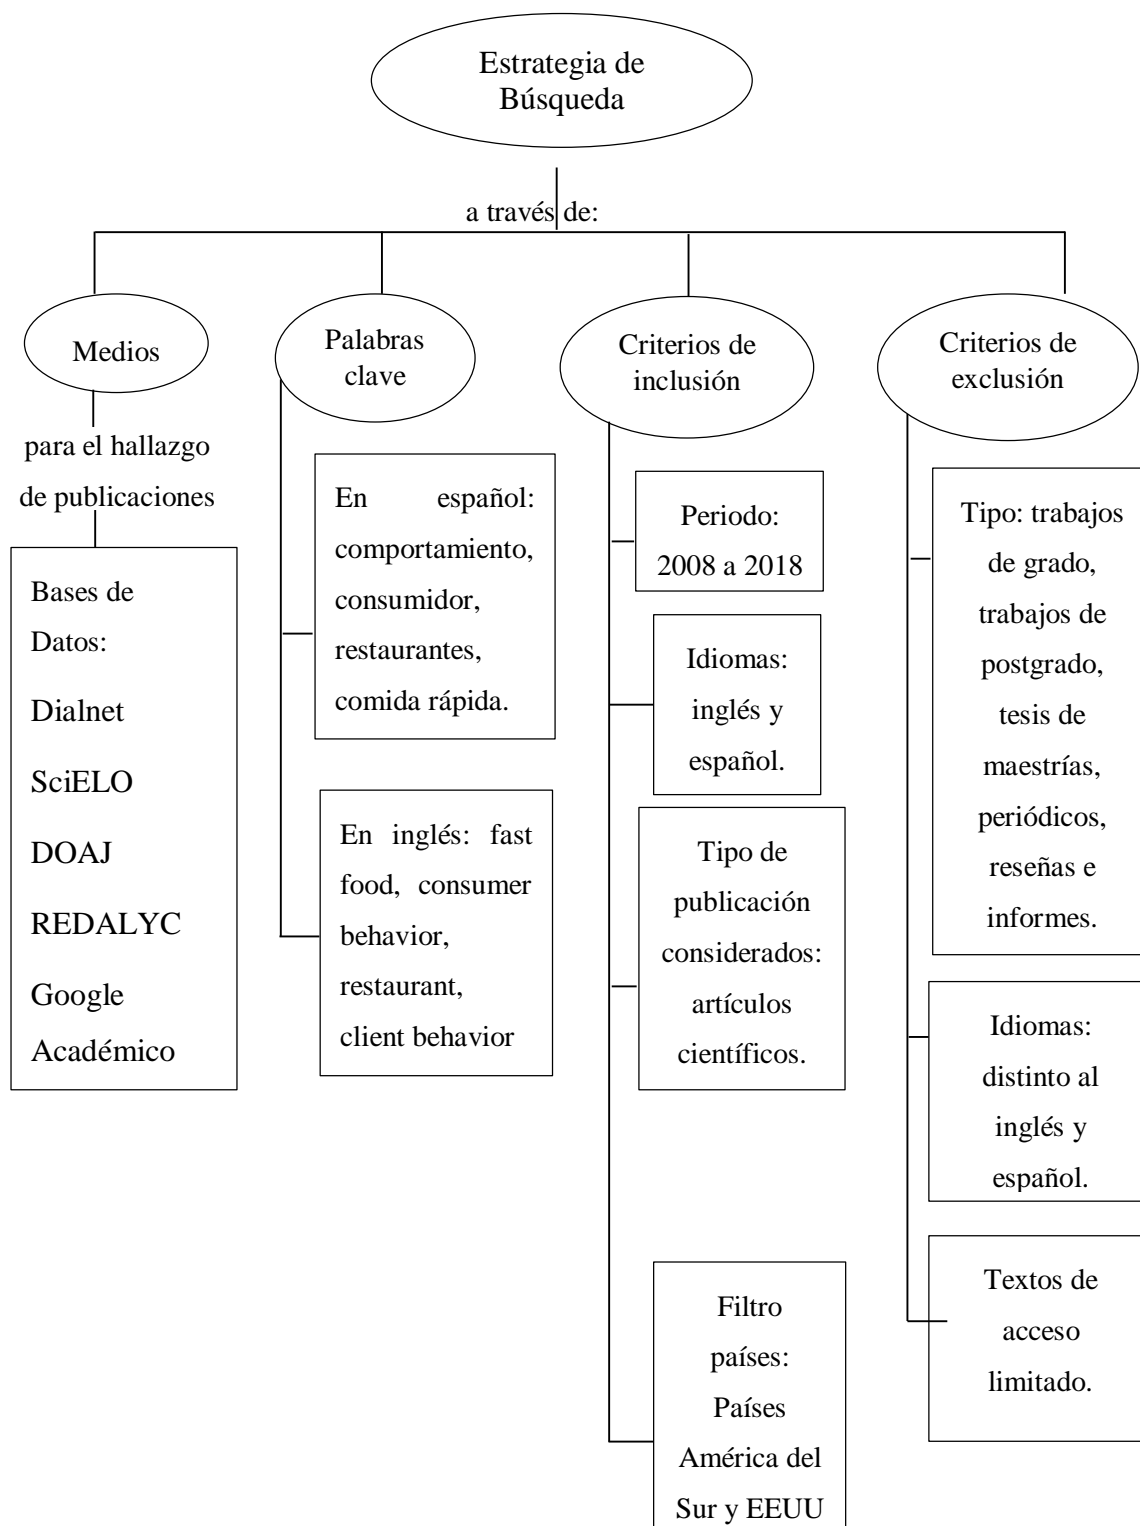 Estrategia de
Búsqueda
a través de:
Medios
para el hallazgo
de publicaciones
Bases de
Datos:
Dialnet
SciELO
DOAJ
REDALYC
Google
Académico
Palabras
clave
En español:
comportamiento,
consumidor,
restaurantes,
comida rápida.
En inglés: fast
food, consumer
behavior,
restaurant,
client behavior
Criterios de
inclusión
Periodo:
2008 a 2018
Idiomas:
inglés y
español.
Tipo de
publicación
considerados:
artículos
científicos.
Filtro
países:
Países
América del
Sur y EEUU
Criterios de
exclusión
Tipo: trabajos
de grado,
trabajos de
postgrado,
tesis de
maestrías,
periódicos,
reseñas e
informes.
Idiomas:
distinto al
inglés y
español.
Textos de
acceso
limitado.